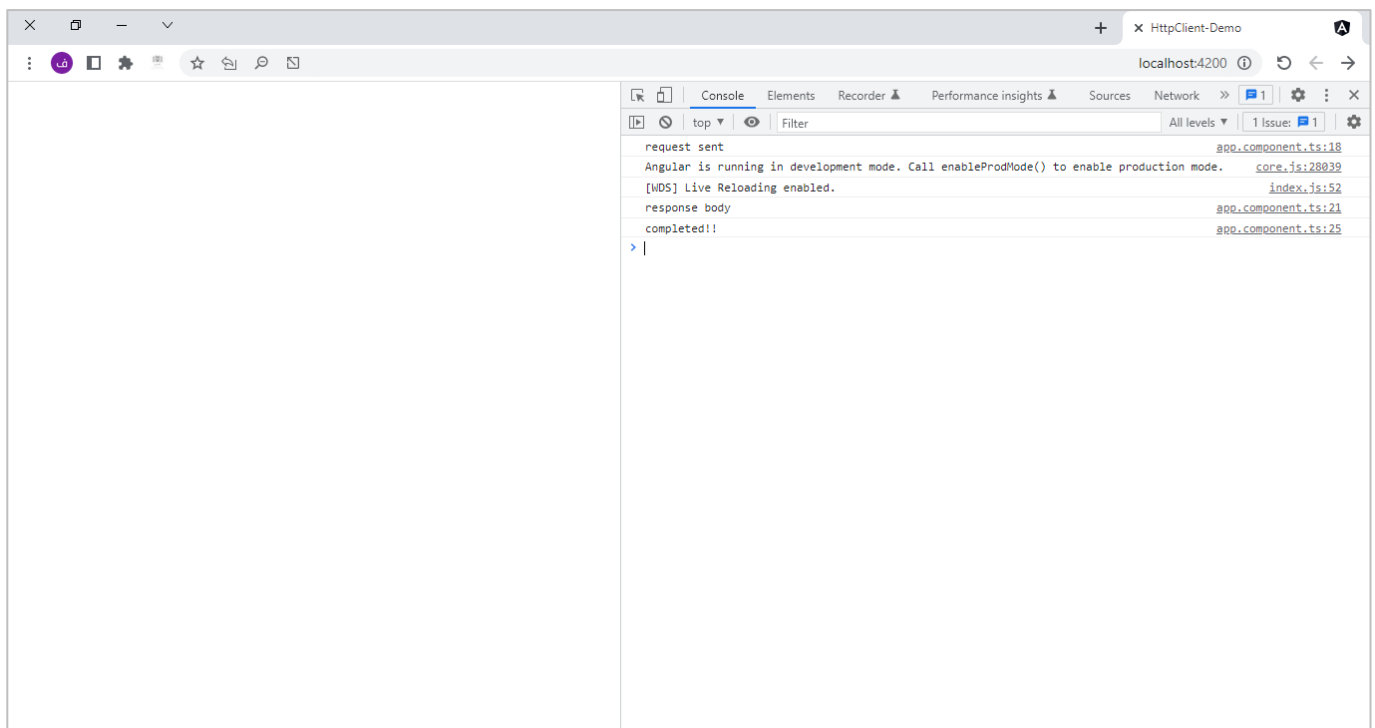 HttpClient-Demo
localhost:4200
ف
Console Elements Recorder Performance insights Sources Network 1
top Filter All levels 1 Issue: 1
request sent app.component.ts:18
Angular is running in development mode. Call enableProdMode() to enable production mode. core.js:28039
[WDS] Live Reloading enabled. index.js:52
response body app.component.ts:21
completed!! app.component.ts:25